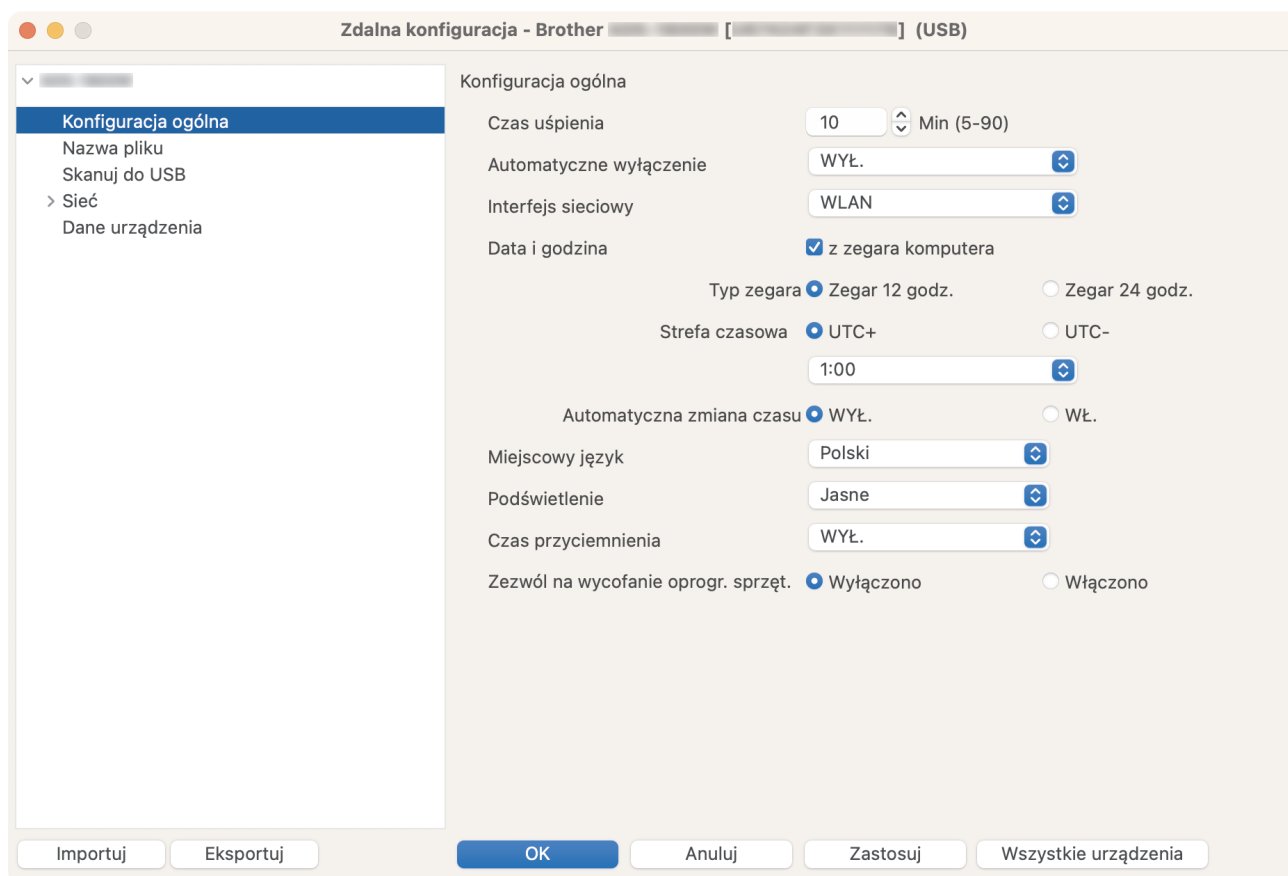 Zdalna konfiguracja - Brother [ ] (USB)
Konfiguracja ogólna
Nazwa pliku
Skanuj do USB
Sieć
Dane urządzenia
Konfiguracja ogólna
Czas uśpienia 10 Min (5-90)
Automatyczne wyłączenie WYŁ.
Interfejs sieciowy WLAN
Data i godzina z zegara komputera
Typ zegara Zegar 12 godz. Zegar 24 godz.
Strefa czasowa UTC+ UTC-
1:00
Automatyczna zmiana czasu WYŁ. WŁ.
Miejscowy język Polski
Podświetlenie Jasne
Czas przyciemnienia WYŁ.
Zezwól na wycofanie oprogr. sprzęt. Wyłączono Włączono
Importuj Eksportuj OK Anuluj Zastosuj Wszystkie urządzenia